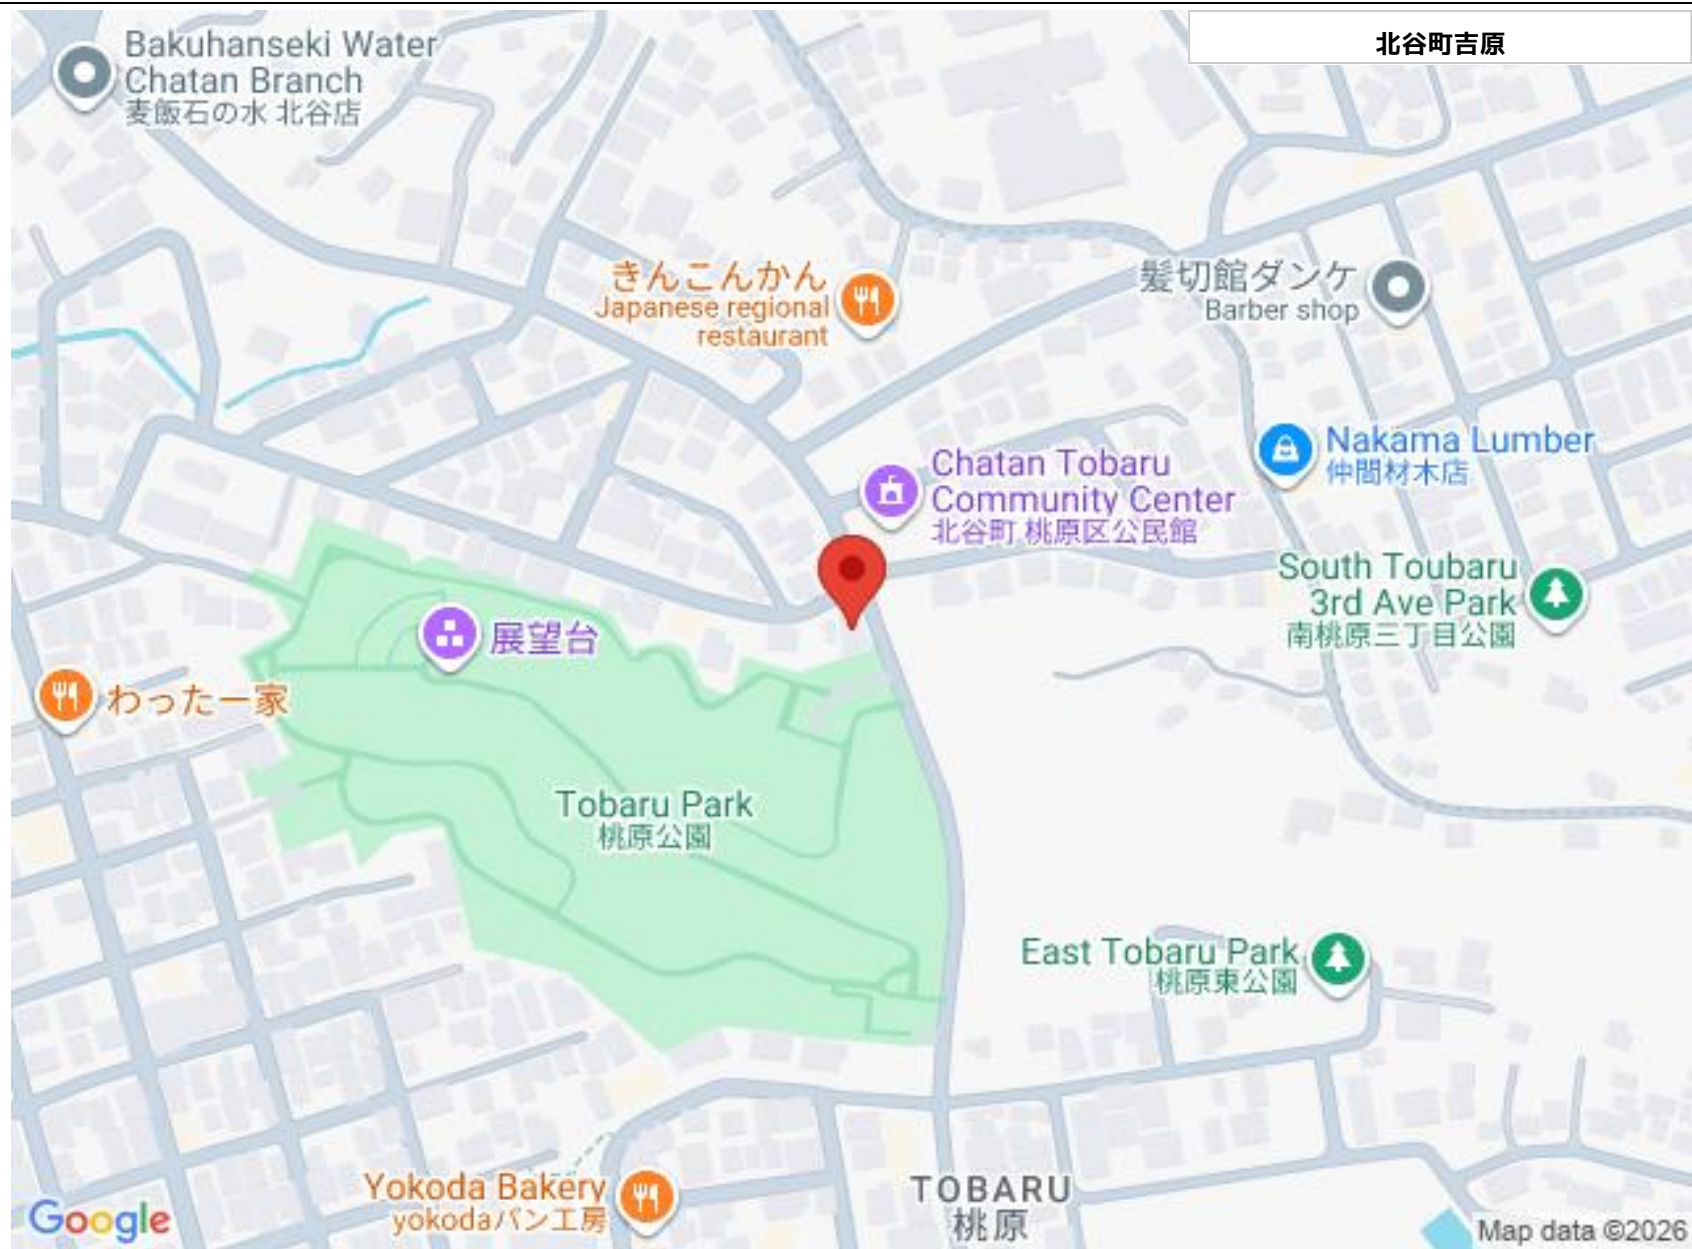 北谷町吉原
Bakuhanseki Water
Chatan Branch
麦飯石の水 北谷店
きんこんかん
Japanese regional
restaurant
髪切館ダンケ
Barber shop
Nakama Lumber
仲間材木店
Chatan Tobaru
Community Center
北谷町 桃原区公民館
South Toubaru
3rd Ave Park
南桃原三丁目公園
展望台
わったー家
Tobaru Park
桃原公園
East Tobaru Park
桃原東公園
Yokoda Bakery
yokodaパン工房
TOBARU
桃原
Google
Map data ©2026